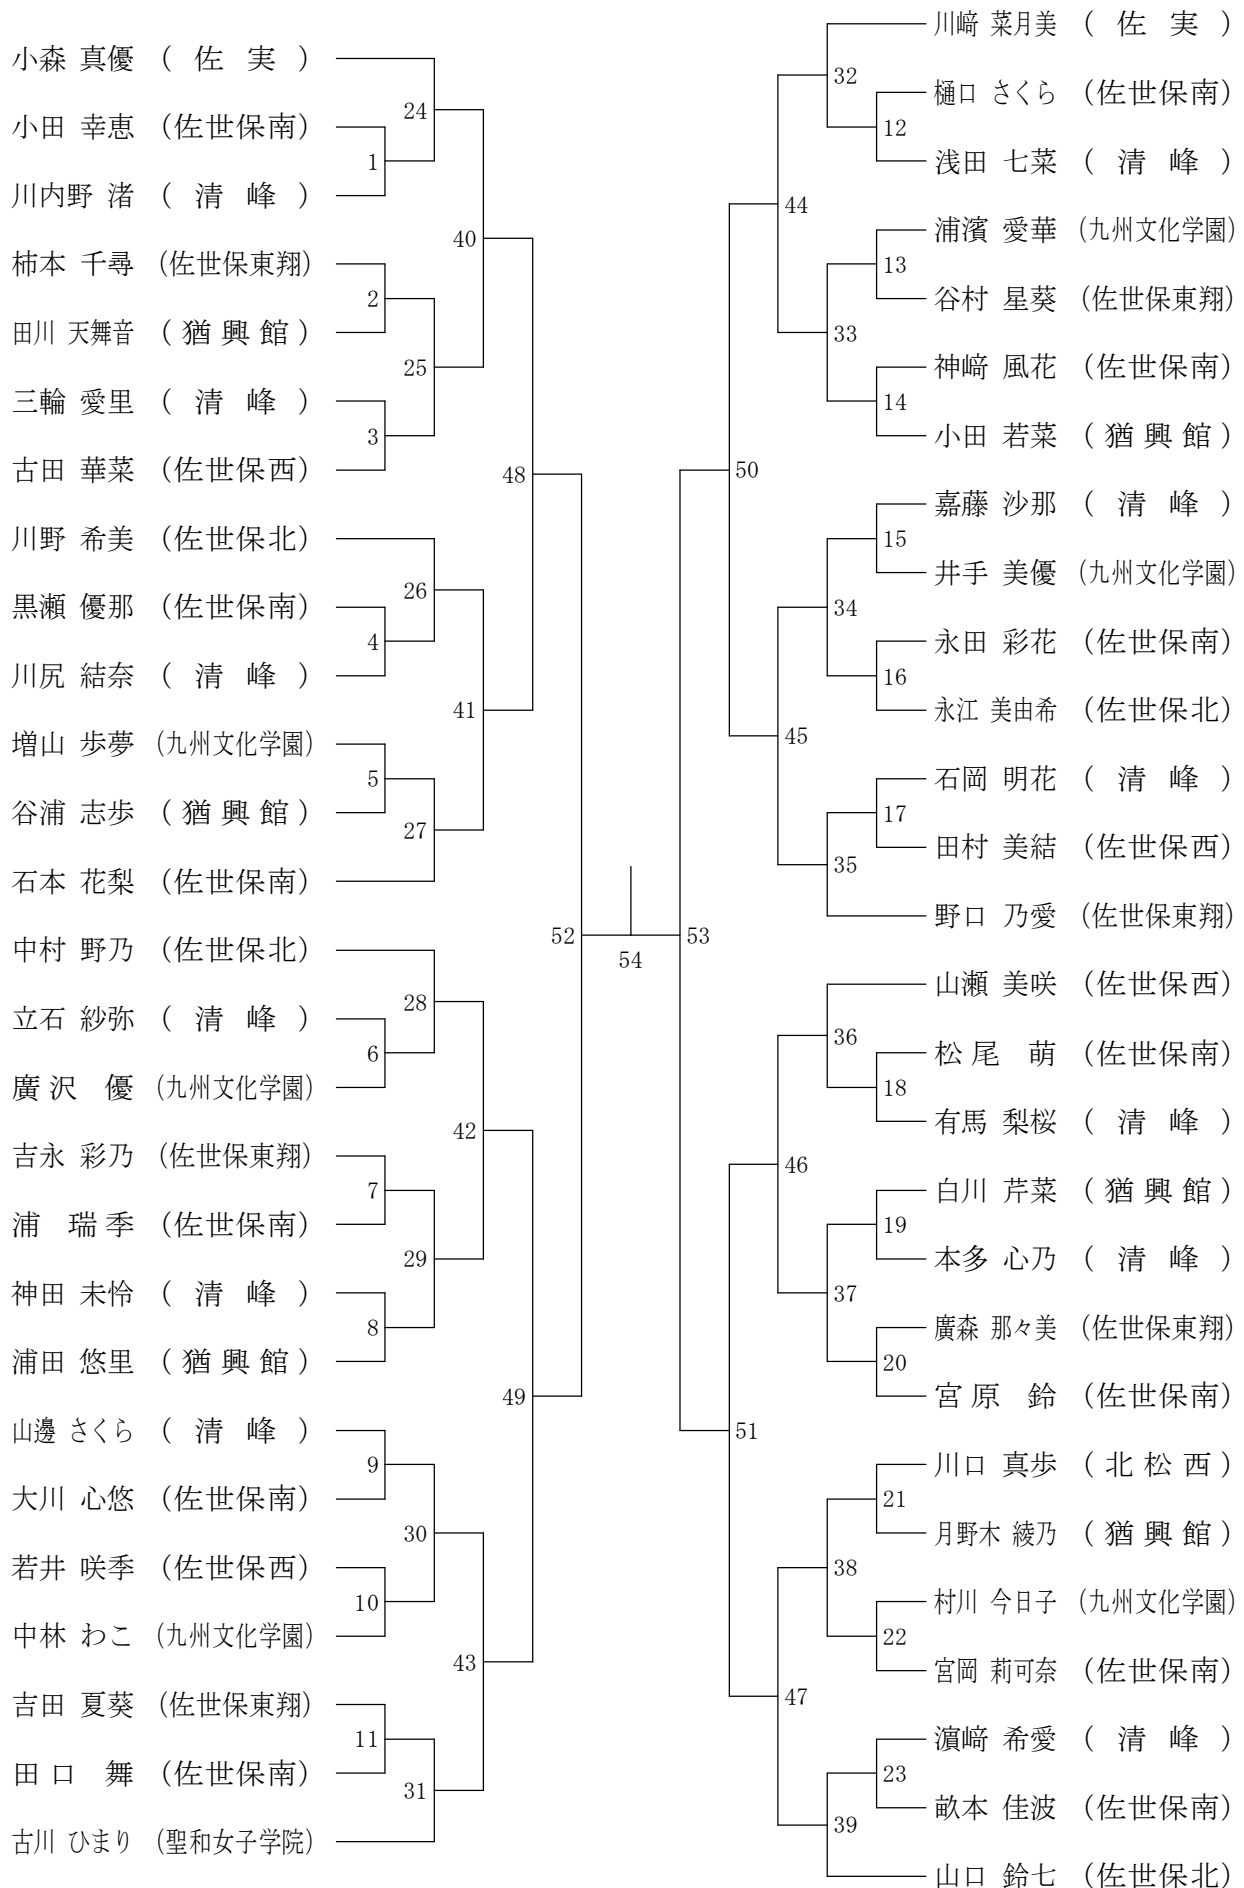 小森 真優 （ 佐 実 ）
小田 幸恵 （佐世保南）
川内野 渚 （ 清 峰 ）
柿本 千尋 （佐世保東翔）
田川 天舞音 （ 猶 興 館 ）
三輪 愛里 （ 清 峰 ）
古田 華菜 （佐世保西）
川野 希美 （佐世保北）
黒瀬 優那 （佐世保南）
川尻 結奈 （ 清 峰 ）
増山 歩夢 （九州文化学園）
谷浦 志歩 （ 猶 興 館 ）
石本 花梨 （佐世保南）
中村 野乃 （佐世保北）
立石 紗弥 （ 清 峰 ）
廣沢 優 （九州文化学園）
吉永 彩乃 （佐世保東翔）
浦 瑞季 （佐世保南）
神田 未怜 （ 清 峰 ）
浦田 悠里 （ 猶 興 館 ）
山邊 さくら （ 清 峰 ）
大川 心悠 （佐世保南）
若井 咲季 （佐世保西）
中林 わこ （九州文化学園）
吉田 夏葵 （佐世保東翔）
田口 舞 （佐世保南）
古川 ひまり （聖和女子学院）
1
2
3
4
5
6
7
8
9
10
11
24
25
26
27
28
29
30
31
40
41
42
43
48
49
52
54
53
50
51
44
45
46
47
32
33
34
35
36
37
38
39
12
13
14
15
16
17
18
19
20
21
22
23
川﨑 菜月美 （ 佐 実 ）
樋口 さくら （佐世保南）
浅田 七菜 （ 清 峰 ）
浦濱 愛華 （九州文化学園）
谷村 星葵 （佐世保東翔）
神﨑 風花 （佐世保南）
小田 若菜 （ 猶 興 館 ）
嘉藤 沙那 （ 清 峰 ）
井手 美優 （九州文化学園）
永田 彩花 （佐世保南）
永江 美由希 （佐世保北）
石岡 明花 （ 清 峰 ）
田村 美結 （佐世保西）
野口 乃愛 （佐世保東翔）
山瀬 美咲 （佐世保西）
松尾 萌 （佐世保南）
有馬 梨桜 （ 清 峰 ）
白川 芹菜 （ 猶 興 館 ）
本多 心乃 （ 清 峰 ）
廣森 那々美 （佐世保東翔）
宮原 鈴 （佐世保南）
川口 真歩 （ 北 松 西 ）
月野木 綾乃 （ 猶 興 館 ）
村川 今日子 （九州文化学園）
宮岡 莉可奈 （佐世保南）
濵﨑 希愛 （ 清 峰 ）
畝本 佳波 （佐世保南）
山口 鈴七 （佐世保北）